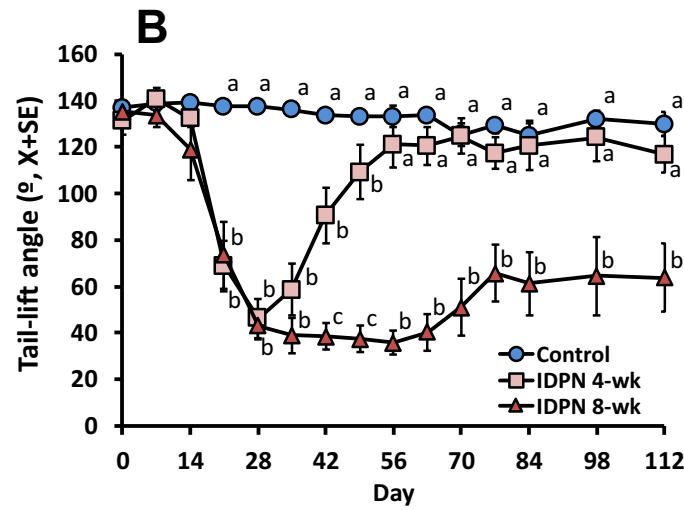 B
160
140
120
100
80
60
40
20
0
Tail-lift angle (º, X+SE)
a a a a a a a a a a a
a a a a a a
b b b b b
b b b c c b b b b b b b
Control
IDPN 4-wk
IDPN 8-wk
0 14 28 42 56 70 84 98 112
Day